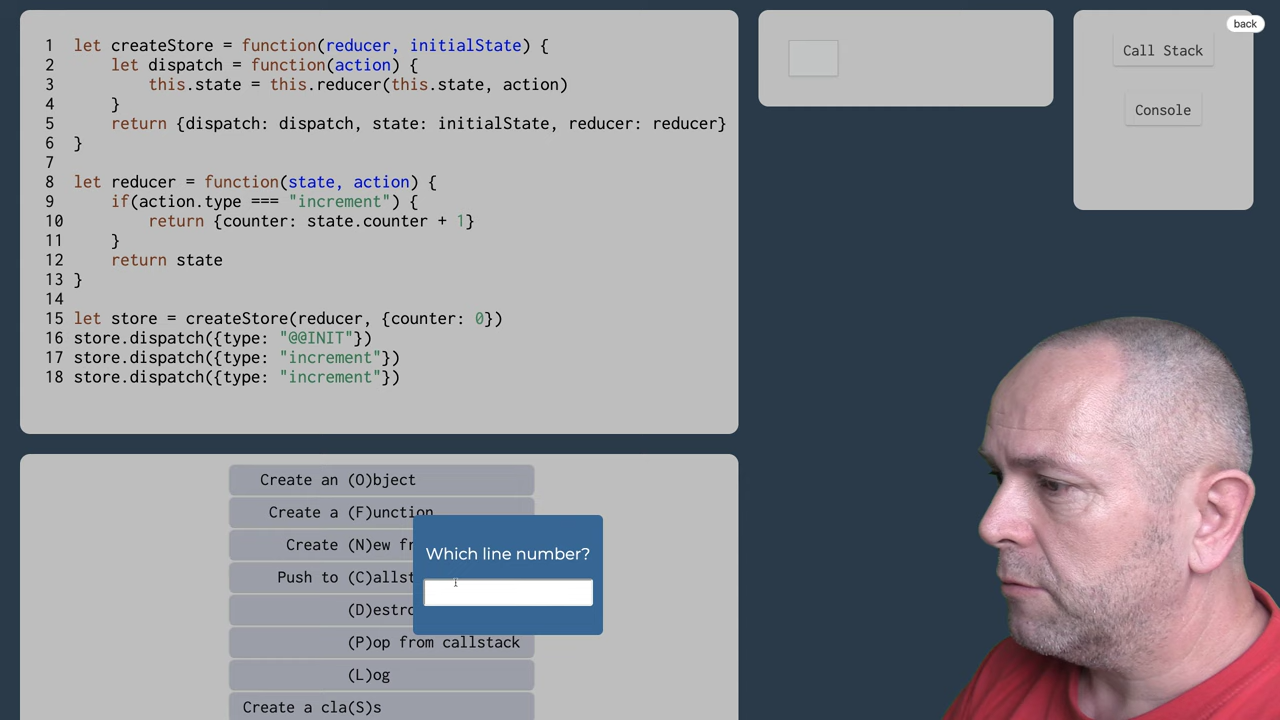 1 let createStore = function(reducer, initialState) {
2 let dispatch = function(action) {
3 this.state = this.reducer(this.state, action)
4 }
5 return {dispatch: dispatch, state: initialState, reducer: reducer}
6 }
7
8 let reducer = function(state, action) {
9 if(action.type === "increment") {
10 return {counter: state.counter + 1}
11 }
12 return state
13 }
14
15 let store = createStore(reducer, {counter: 0})
16 store.dispatch({type: "@@INIT"})
17 store.dispatch({type: "increment"})
18 store.dispatch({type: "increment"})
back
Call Stack
Console
Create an (O)bject
Create a (F)unction
Create (N)ew fr
Push to (C)allst
(D)estro
(P)op from callstack
(L)og
Create a cla(S)s
Which line number?